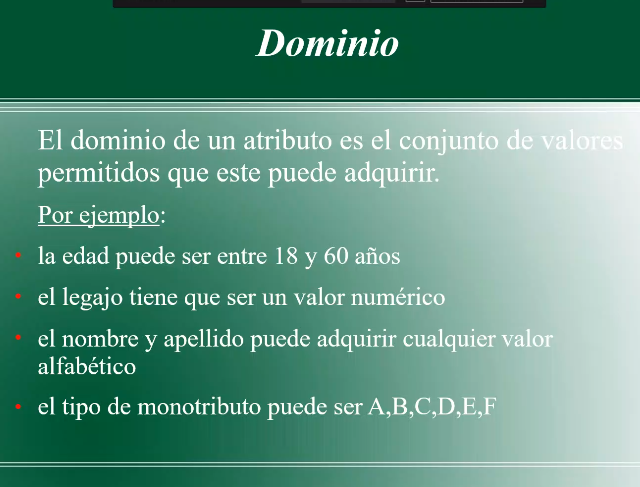 Dominio
El dominio de un atributo es el conjunto de valores
permitidos que este puede adquirir.
Por ejemplo:
• la edad puede ser entre 18 y 60 años
• el legajo tiene que ser un valor numérico
• el nombre y apellido puede adquirir cualquier valor
alfabético
• el tipo de monotributo puede ser A,B,C,D,E,F